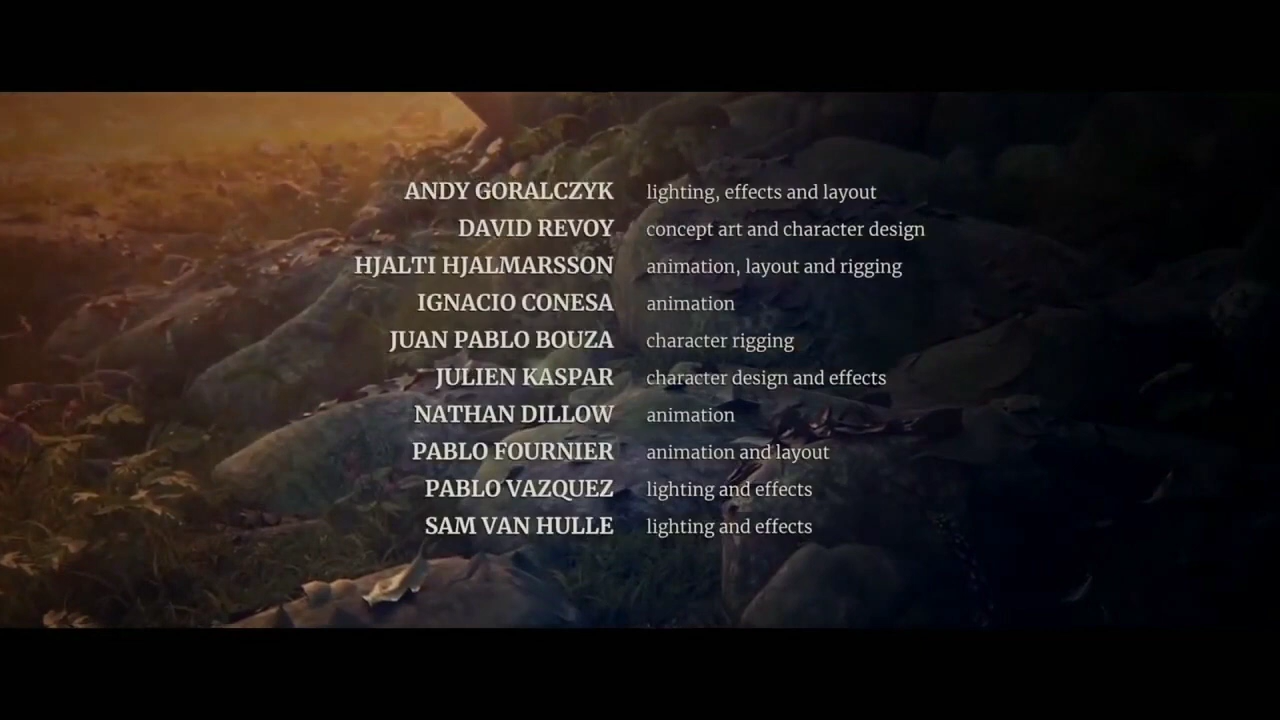 ANDY GORALCZYK lighting, effects and layout
DAVID REVOY concept art and character design
HJALTI HJALMARSSON animation, layout and rigging
IGNACIO CONESA animation
JUAN PABLO BOUZA character rigging
JULIEN KASPAR character design and effects
NATHAN DILLOW animation
PABLO FOURNIER animation and layout
PABLO VAZQUEZ lighting and effects
SAM VAN HULLE lighting and effects